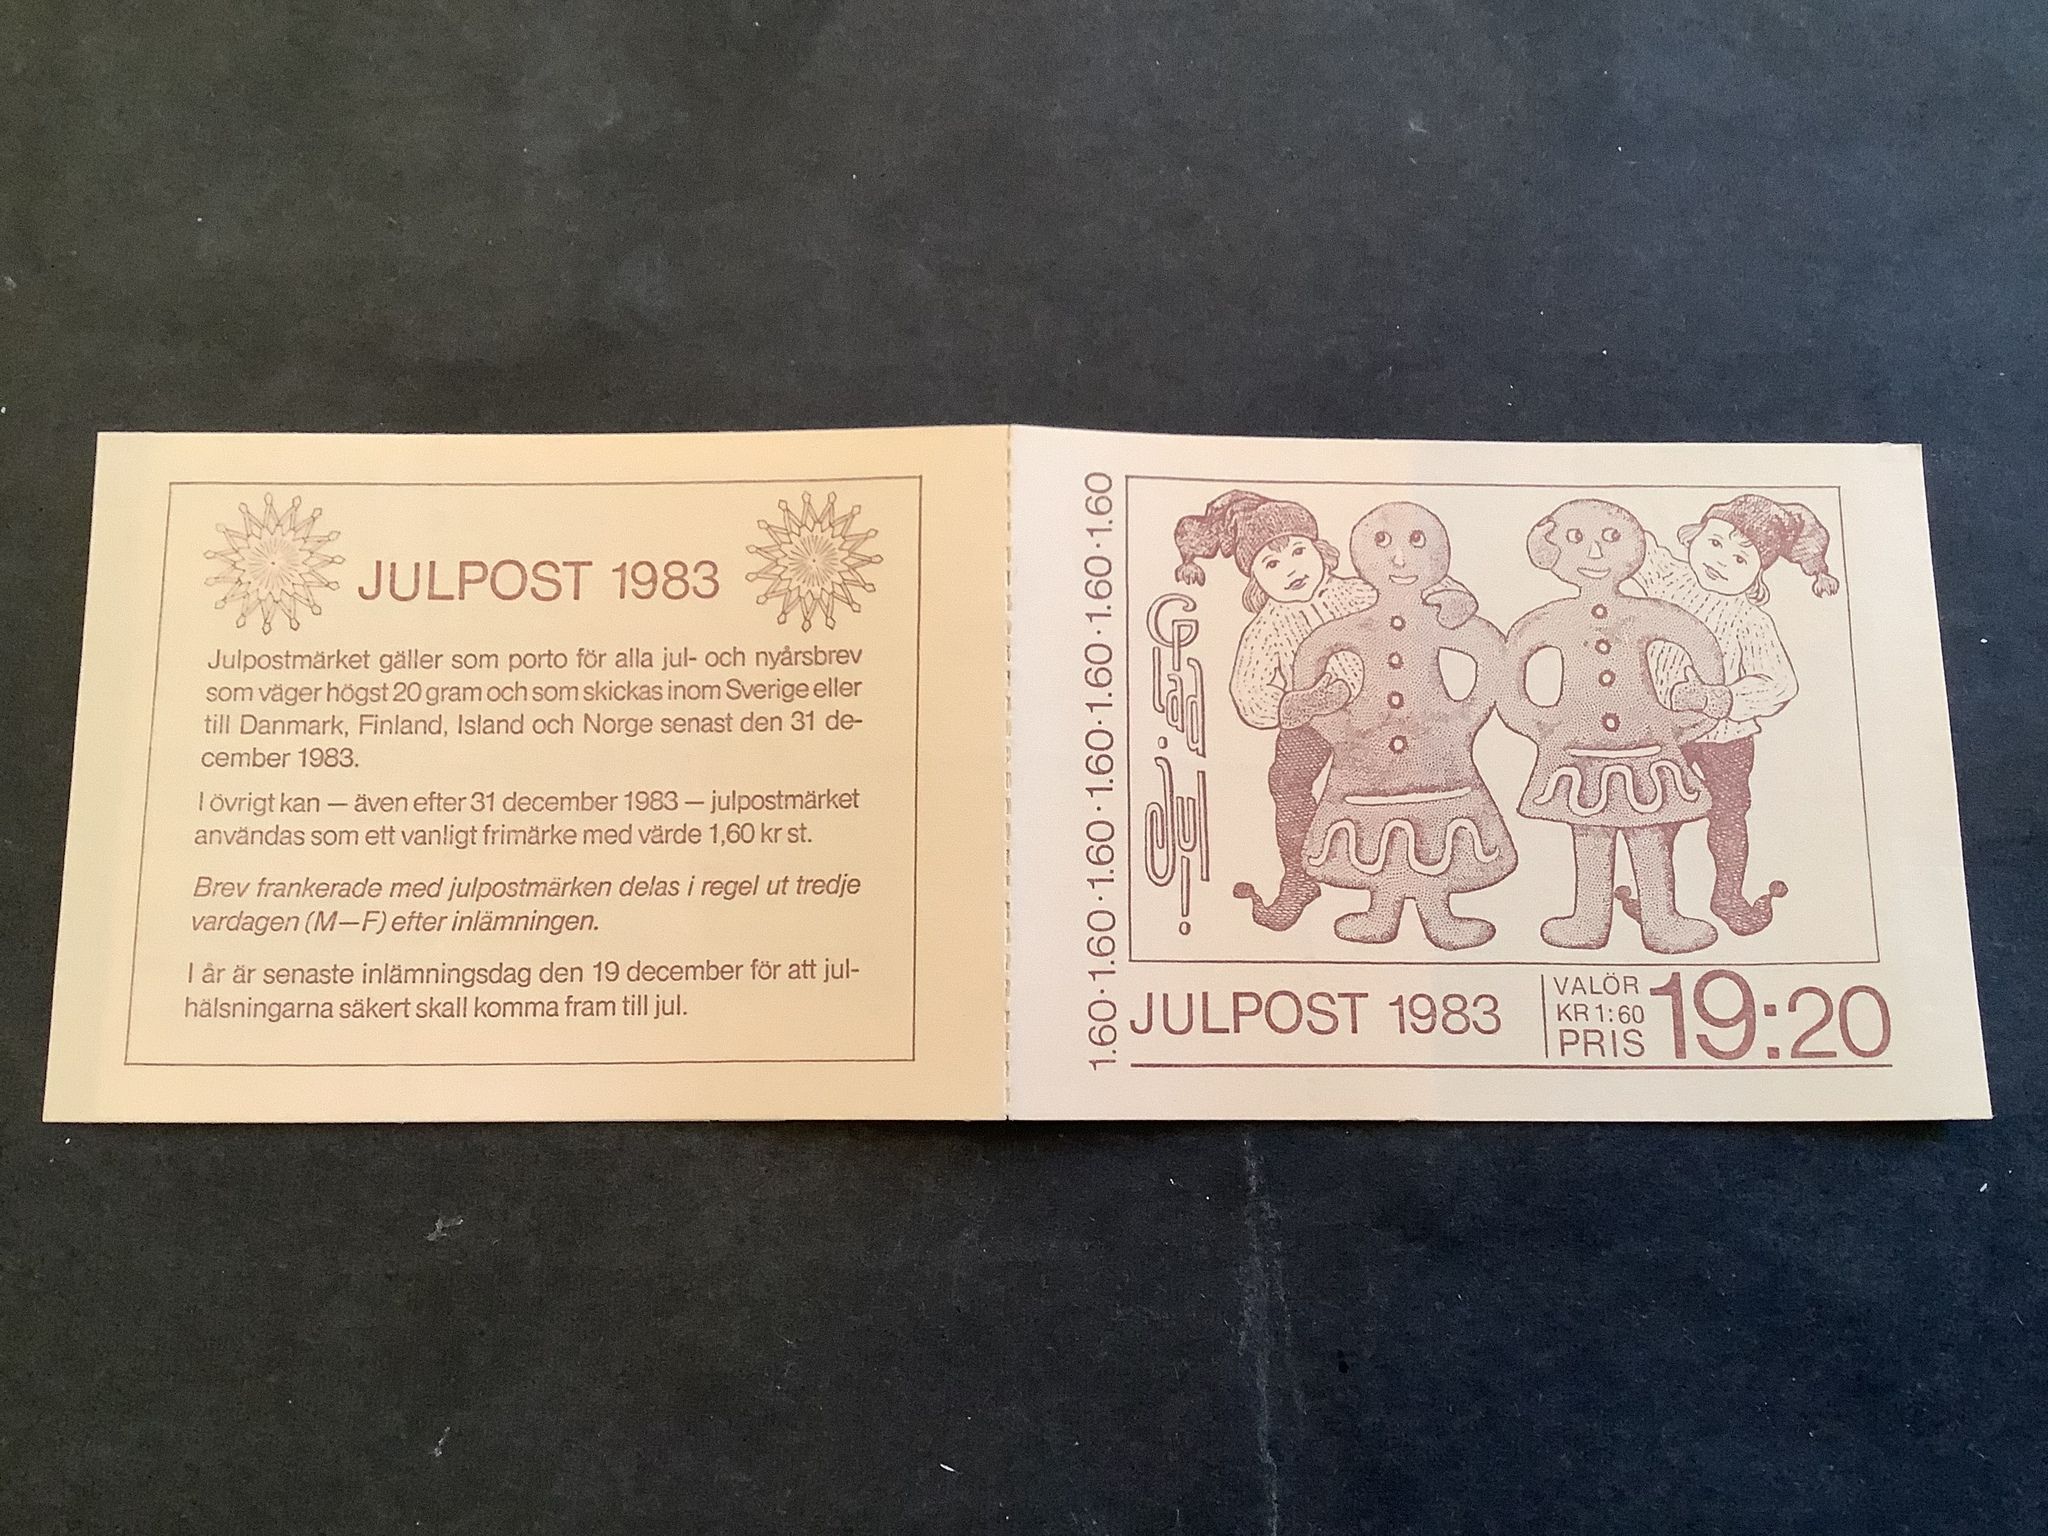 JULPOST 1983
Julpostmärket gäller som porto för alla jul- och nyårsbrev
som väger högst 20 gram och som skickas inom Sverige eller
till Danmark, Finland, Island och Norge senast den 31 de-
cember 1983.
I övrigt kan — även efter 31 december 1983 — julpostmärket
användas som ett vanligt frimärke med värde 1,60 kr st.
Brev frankerade med julpostmärken delas i regel ut tredje
vardagen (M—F) efter inlämningen.
I år är senaste inlämningsdag den 19 december för att jul-
hälsningarna säkert skall komma fram till jul.
1.60·1.60·1.60·1.60·1.60·1.60·1.60
God Jul!
JULPOST 1983
VALÖR
KR 1:60
PRIS
19:20